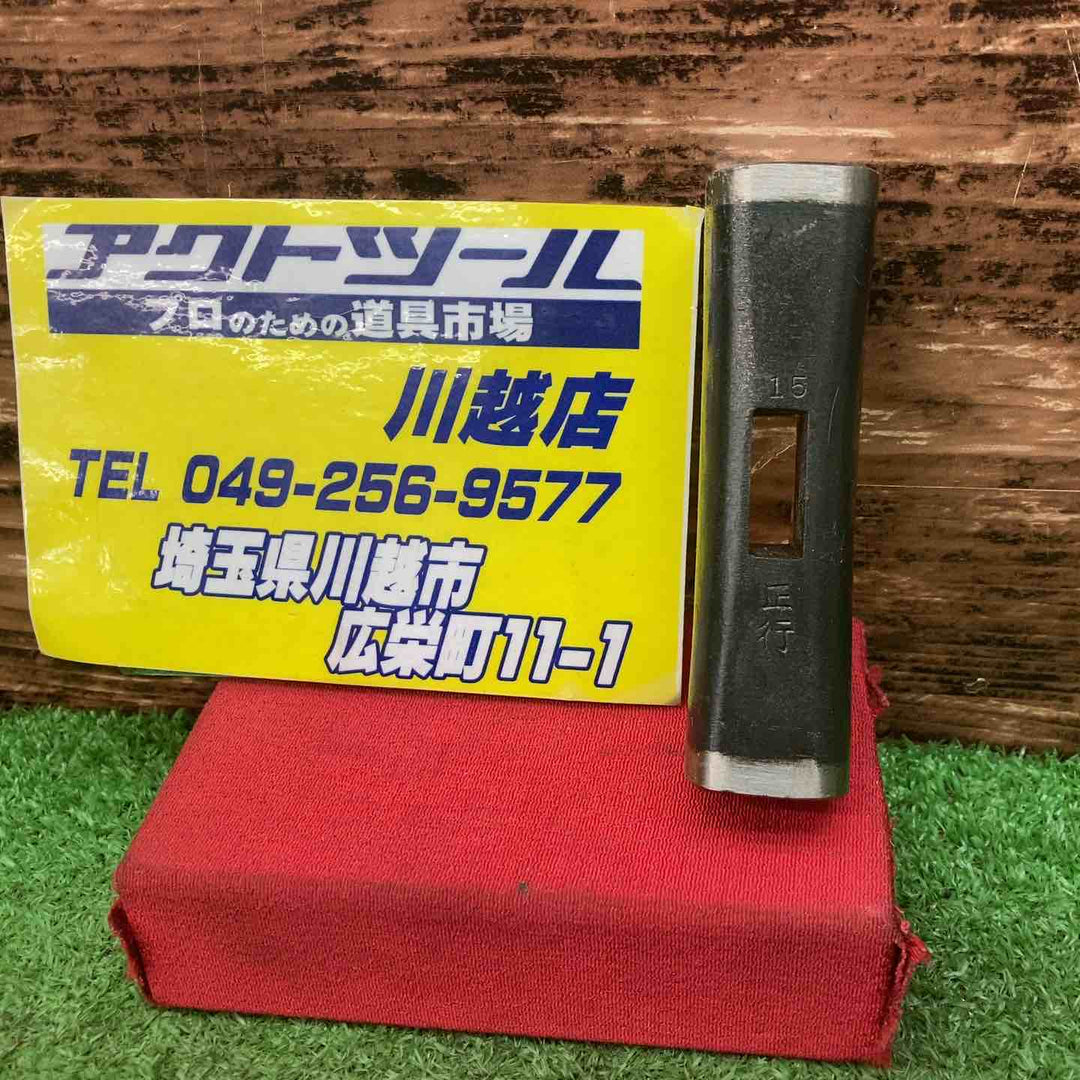 アクトツール
プロのための道具市場
川越店
TEL 049-256-9577
埼玉県川越市
広栄町11-1
15
正行